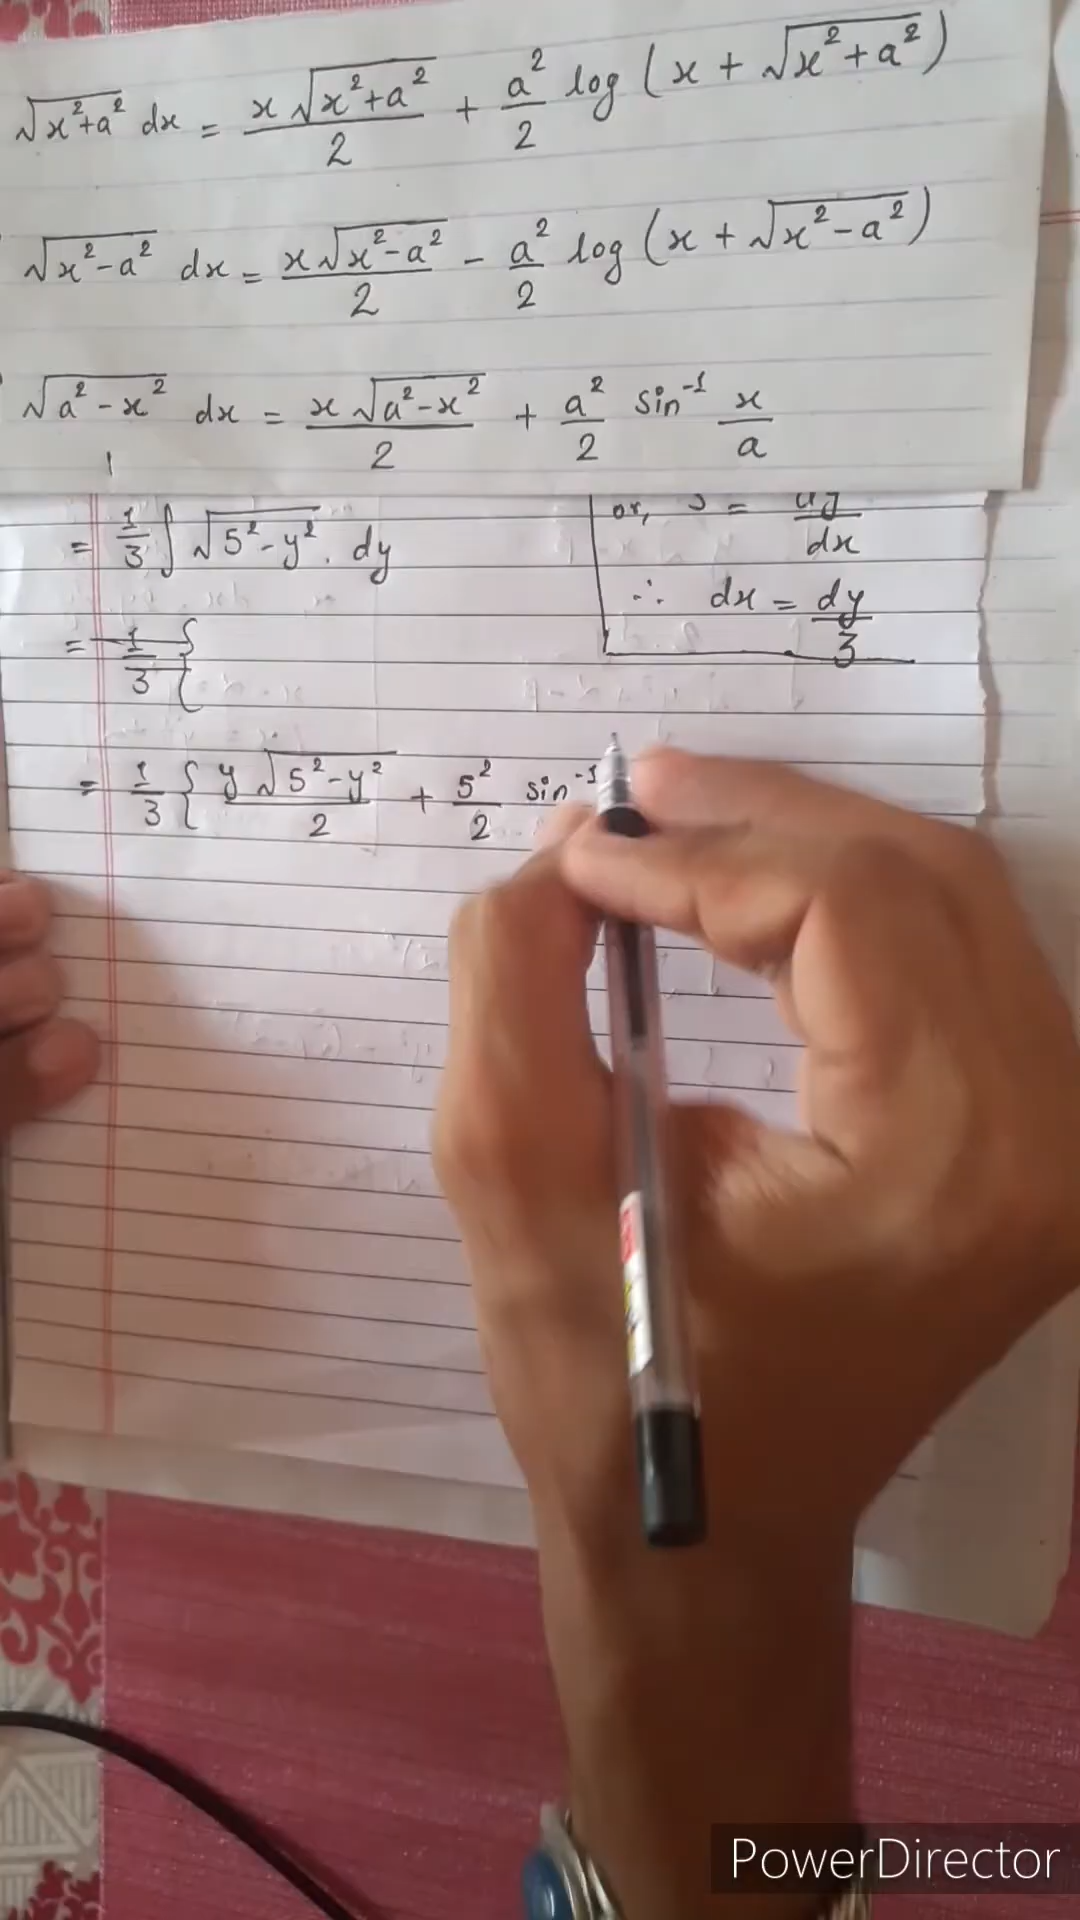 √x²+a² dx = x√x²+a²/2 + a²/2 log (x + √x²+a²)
√x²-a² dx = x√x²-a²/2 - a²/2 log (x + √x²-a²)
√a²-x² dx = x√a²-x²/2 + a²/2 sin⁻¹ x/a
= 1/3 ∫ √5²-y² . dy
or, 3 = dy/dx
∴ dx = dy/3
= 1/3 {
= 1/3 { y√5²-y²/2 + 5²/2 sin⁻¹
PowerDirector